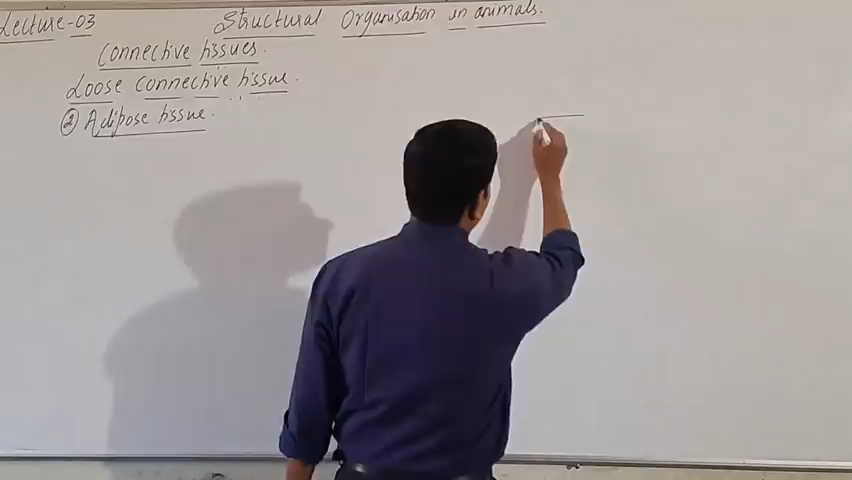 Lecture-03
Structural Organisation in animals.
Connective tissues.
Loose connective tissue.
② Adipose tissue.